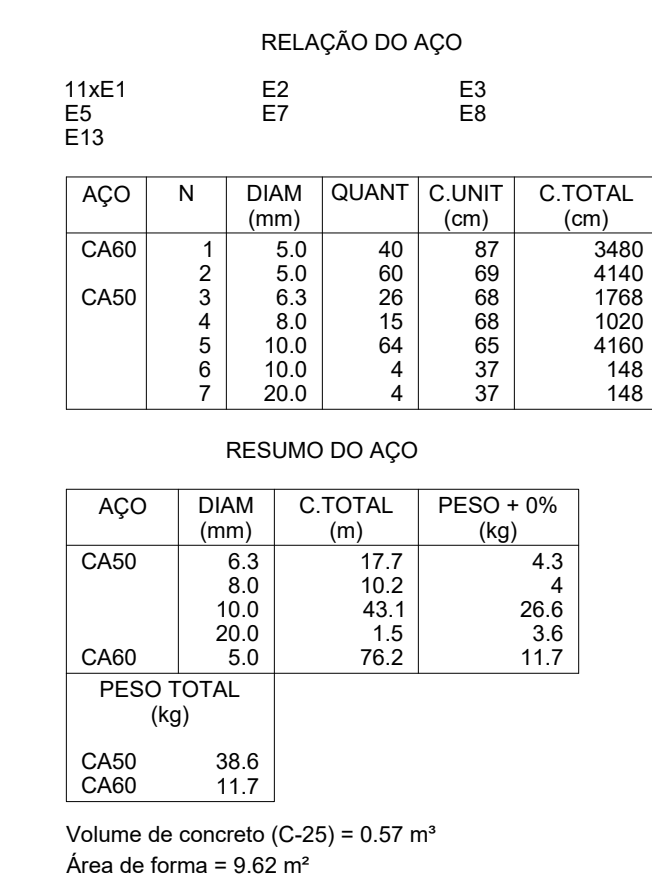 RELAÇÃO DO AÇO
11xE1 E2 E3
E5 E7 E8
E13
AÇO N DIAM QUANT C.UNIT C.TOTAL
(mm) (cm) (cm)
CA60 1 5.0 40 87 3480
2 5.0 60 69 4140
CA50 3 6.3 26 68 1768
4 8.0 15 68 1020
5 10.0 64 65 4160
6 10.0 4 37 148
7 20.0 4 37 148
RESUMO DO AÇO
AÇO DIAM C.TOTAL PESO + 0%
(mm) (m) (kg)
CA50 6.3 17.7 4.3
8.0 10.2 4
10.0 43.1 26.6
20.0 1.5 3.6
CA60 5.0 76.2 11.7
PESO TOTAL
(kg)
CA50 38.6
CA60 11.7
Volume de concreto (C-25) = 0.57 m³
Área de forma = 9.62 m²